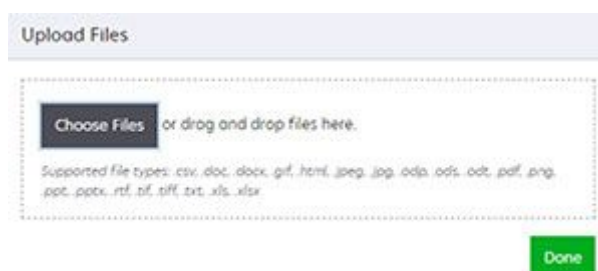 Upload Files
Choose Files or drag and drop files here.
Supported file types: csv, .doc, .docx, .gif, .html, .jpeg, .jpg, .odp, .ods, .odt, .pdf, .png,
.ppt, .pptx, .rtf, .tif, .tiff, .txt, .xls, .xlsx
Done